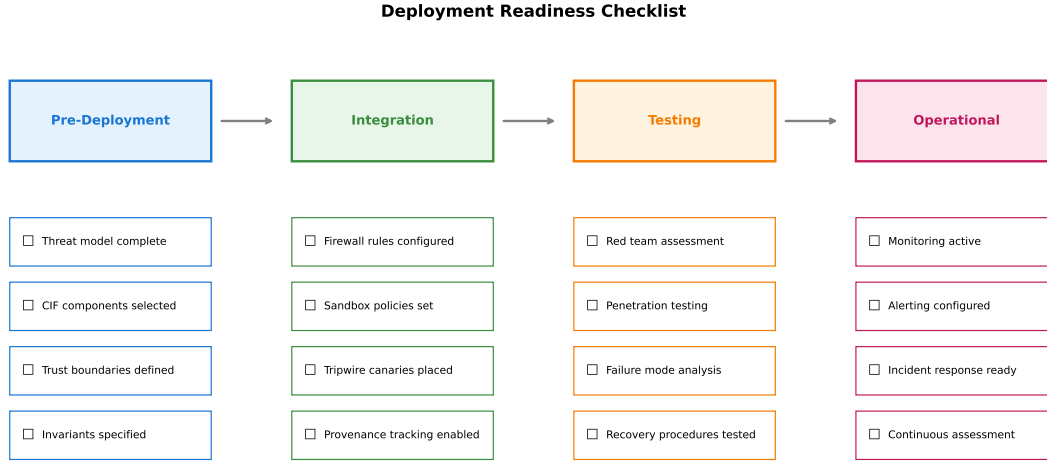 Deployment Readiness Checklist
Pre-Deployment
Integration
Testing
Operational
☐ Threat model complete
☐ Firewall rules configured
☐ Red team assessment
☐ Monitoring active
☐ CIF components selected
☐ Sandbox policies set
☐ Penetration testing
☐ Alerting configured
☐ Trust boundaries defined
☐ Tripwire canaries placed
☐ Failure mode analysis
☐ Incident response ready
☐ Invariants specified
☐ Provenance tracking enabled
☐ Recovery procedures tested
☐ Continuous assessment